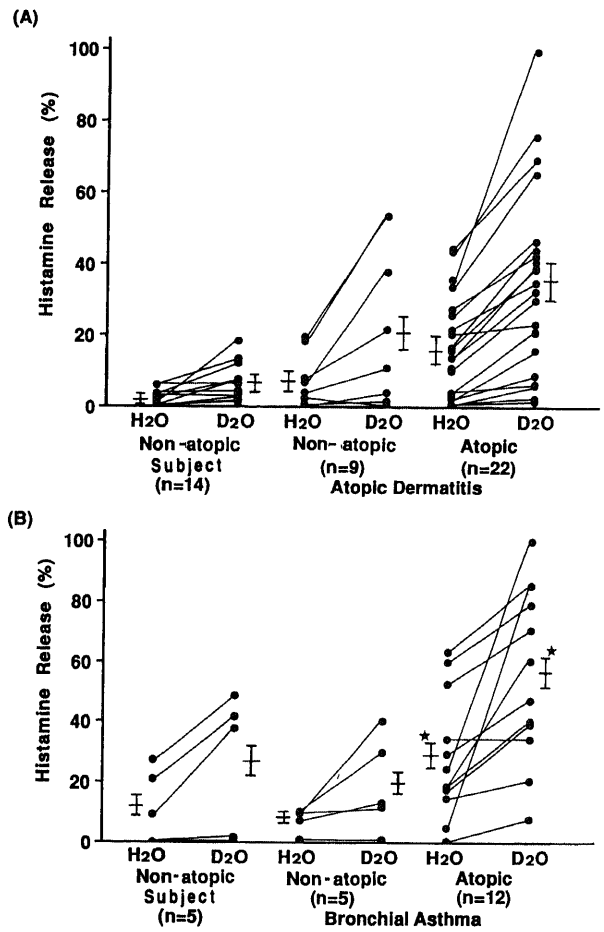 (A)
Histamine Release (%)
100
80
60
40
20
0
H2O D2O H2O D2O H2O D2O
Non-atopic Non-atopic Atopic
Subject (n=9) (n=22)
(n=14) Atopic Dermatitis
(B)
Histamine Release (%)
100
80
60
40
20
0
★
★
H2O D2O H2O D2O H2O D2O
Non-atopic Non-atopic Atopic
Subject (n=5) (n=12)
(n=5) Bronchial Asthma